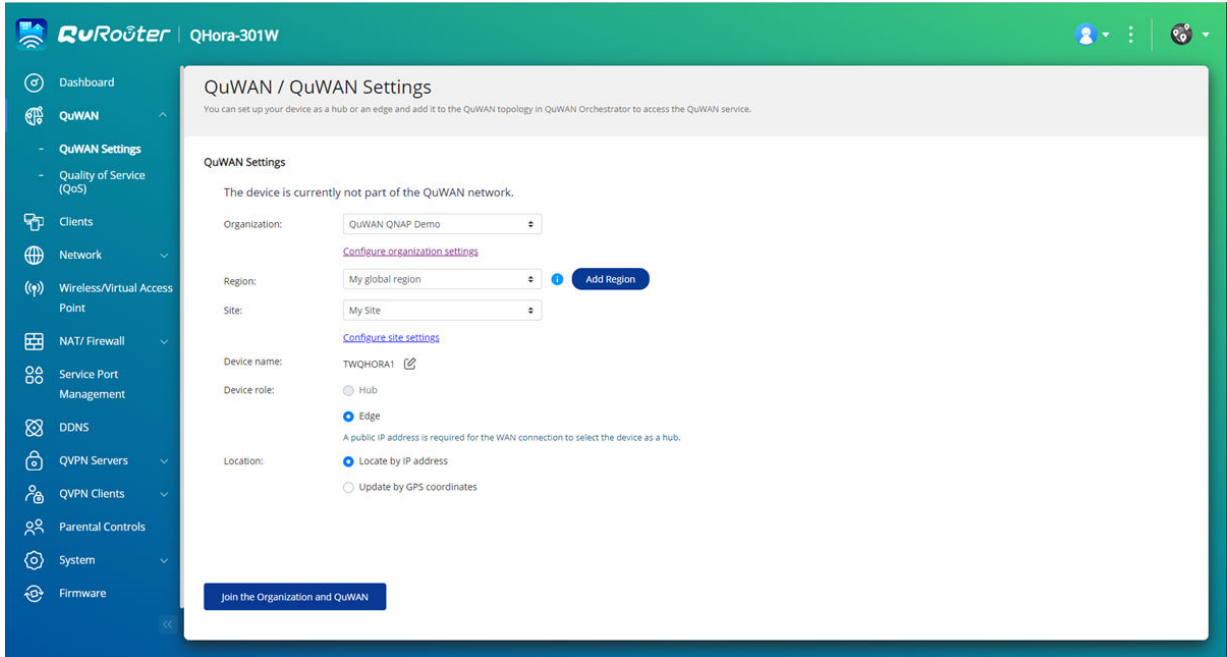 QuRouter | QHora-301W
Dashboard
QuWAN
- QuWAN Settings
- Quality of Service
(QoS)
Clients
Network
Wireless/Virtual Access
Point
NAT/ Firewall
Service Port
Management
DDNS
QVPN Servers
QVPN Clients
Parental Controls
System
Firmware
QuWAN / QuWAN Settings
You can set up your device as a hub or an edge and add it to the QuWAN topology in QuWAN Orchestrator to access the QuWAN service.
QuWAN Settings
The device is currently not part of the QuWAN network.
Organization: QuWAN QNAP Demo
Configure organization settings
Region: My global region Add Region
Site: My Site
Configure site settings
Device name: TWQHORA1
Device role: Hub
Edge
A public IP address is required for the WAN connection to select the device as a hub.
Location: Locate by IP address
Update by GPS coordinates
Join the Organization and QuWAN